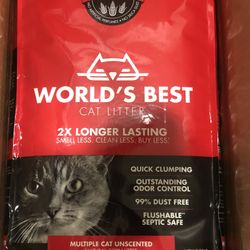 WORLD'S BEST
CAT LITTER
2X LONGER LASTING
SMELL LESS. CLEAN LESS. BUY LESS.
QUICK CLUMPING
OUTSTANDING
ODOR CONTROL
99% DUST FREE
FLUSHABLE™
SEPTIC SAFE
MULTIPLE CAT UNSCENTED